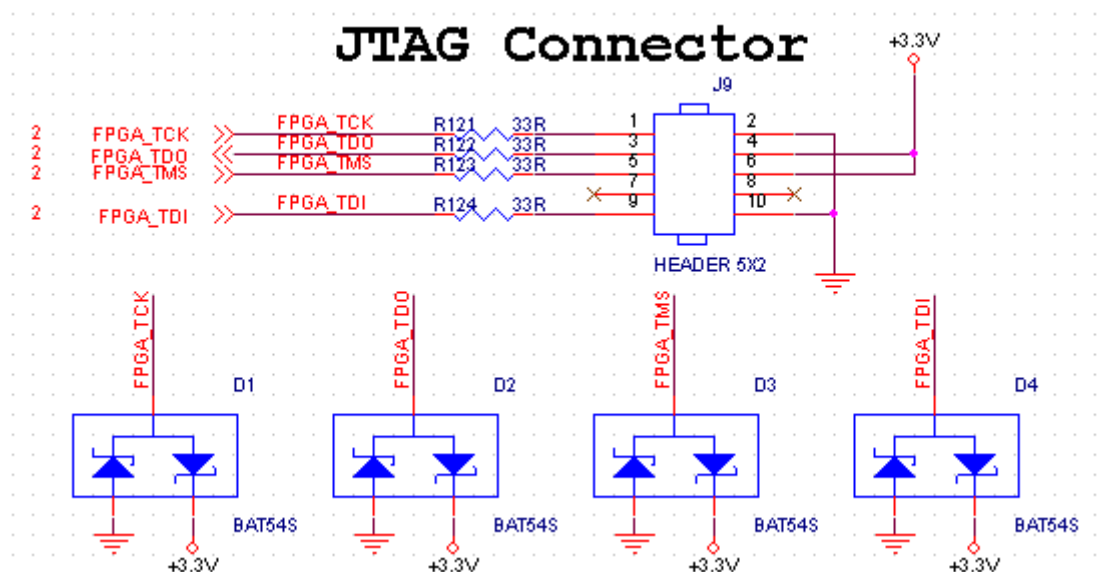 JTAG Connector
+3.3V
J9
2 FPGA_TCK FPGA_TCK R121 33R 1 2
2 FPGA_TDO FPGA_TDO R122 33R 3 4
2 FPGA_TMS FPGA_TMS R123 33R 5 6
7 8
2 FPGA_TDI FPGA_TDI R124 33R 9 10
HEADER 5X2
FPGA_TCK FPGA_TDO FPGA_TMS FPGA_TDI
D1 D2 D3 D4
BAT54S BAT54S BAT54S BAT54S
+3.3V +3.3V +3.3V +3.3V